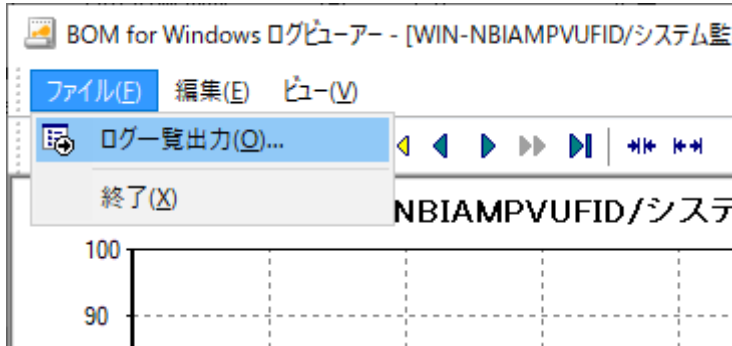 BOM for Windows ログビューアー - [WIN-NBIAMPVUFID/システム監
ファイル(F) 編集(E) ビュー(V)
ログ一覧出力(O)...
終了(X)
NBIAMPVUFID/システ
100
90